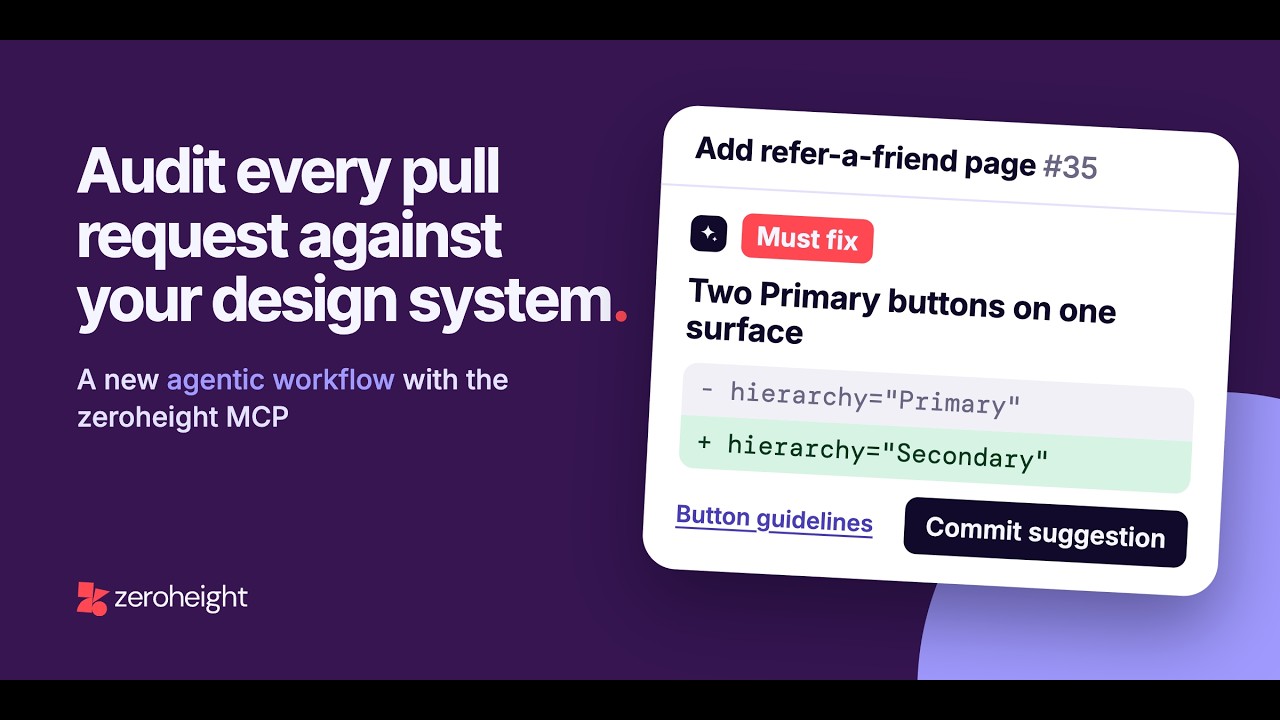 Audit every pull
request against
your design system.
A new agentic workflow with the
zeroheight MCP
zeroheight
Add refer-a-friend page #35
Must fix
Two Primary buttons on one
surface
- hierarchy="Primary"
+ hierarchy="Secondary"
Button guidelines
Commit suggestion